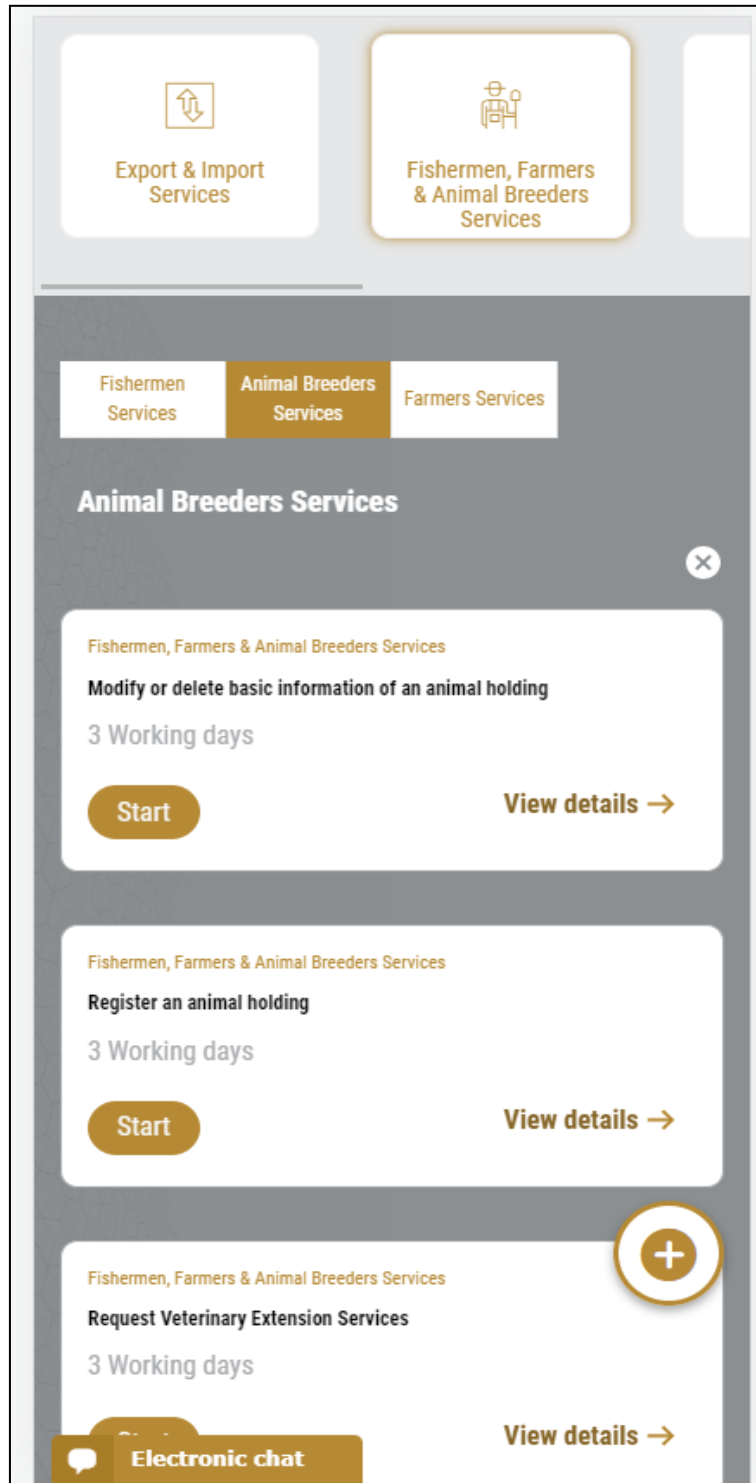 Export & Import
Services
Fishermen, Farmers
& Animal Breeders
Services
Fishermen
Services
Animal Breeders
Services
Farmers Services
Animal Breeders Services
Fishermen, Farmers & Animal Breeders Services
Modify or delete basic information of an animal holding
3 Working days
Start
View details →
Fishermen, Farmers & Animal Breeders Services
Register an animal holding
3 Working days
Start
View details →
Fishermen, Farmers & Animal Breeders Services
Request Veterinary Extension Services
3 Working days
View details →
Electronic chat